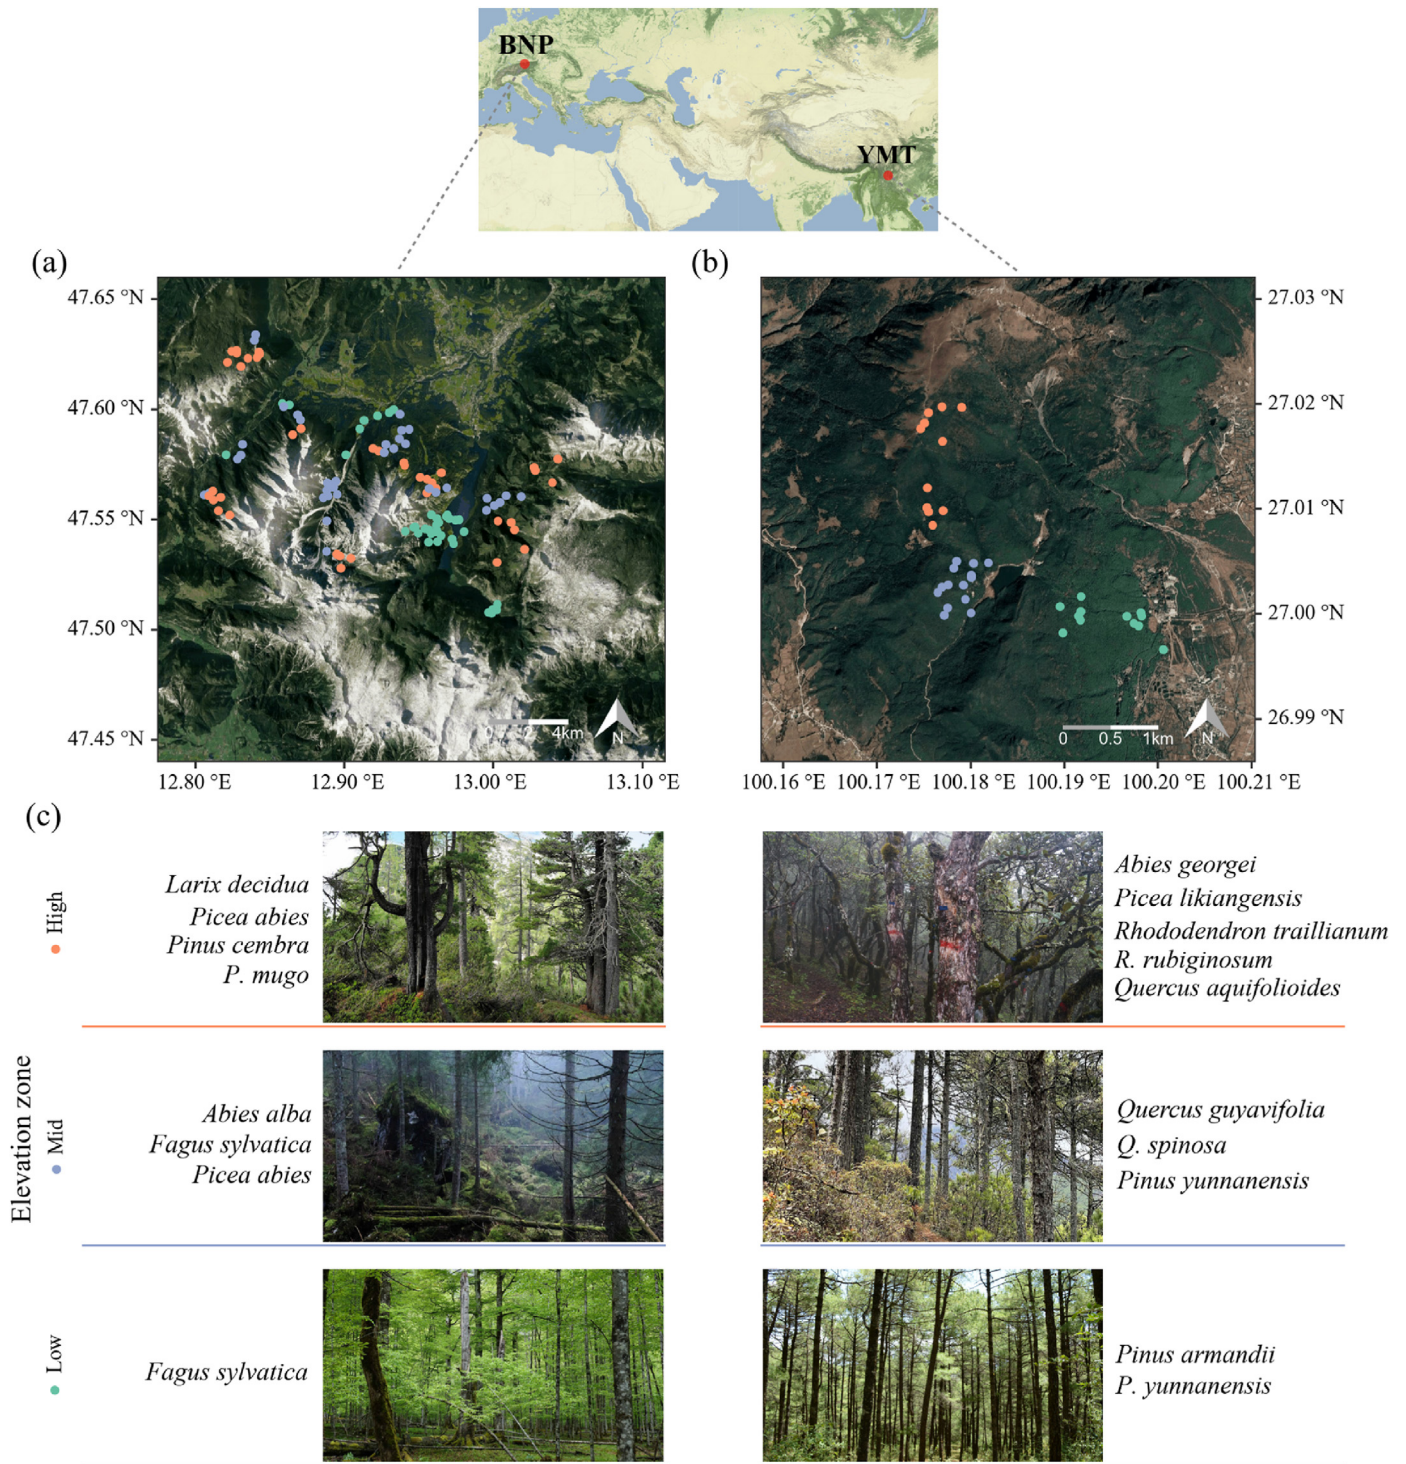 BNP
YMT
(a)
(b)
47.65 °N
47.60 °N
47.55 °N
47.50 °N
47.45 °N
12.80 °E
12.90 °E
13.00 °E
13.10 °E
0 2 4km
N
27.03 °N
27.02 °N
27.01 °N
27.00 °N
26.99 °N
100.16 °E
100.17 °E
100.18 °E
100.19 °E
100.20 °E
100.21 °E
0 0.5 1km
N
(c)
Elevation zone
High
Larix decidua
Picea abies
Pinus cembra
P. mugo
Abies georgei
Picea likiangensis
Rhododendron traillianum
R. rubiginosum
Quercus aquifolioides
Mid
Abies alba
Fagus sylvatica
Picea abies
Quercus guyavifolia
Q. spinosa
Pinus yunnanensis
Low
Fagus sylvatica
Pinus armandii
P. yunnanensis